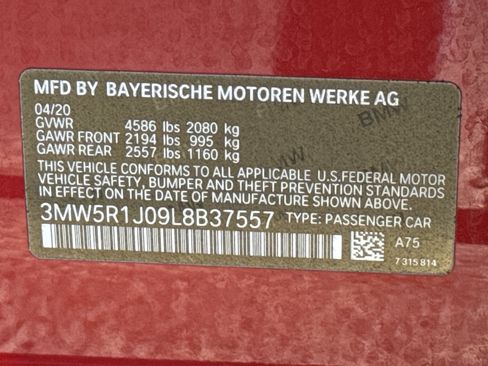 MFD BY BAYERISCHE MOTOREN WERKE AG
04/20
GVWR 4586 lbs 2080 kg
GAWR FRONT 2194 lbs 995 kg
GAWR REAR 2557 lbs 1160 kg
THIS VEHICLE CONFORMS TO ALL APPLICABLE U.S.FEDERAL MOTOR
VEHICLE SAFETY, BUMPER AND THEFT PREVENTION STANDARDS IN
EFFECT ON THE DATE OF MANUFACTURE SHOWN ABOVE.
3MW5R1J09L8B37557 TYPE: PASSENGER CAR
A75
7 315 814
BMW
BMW